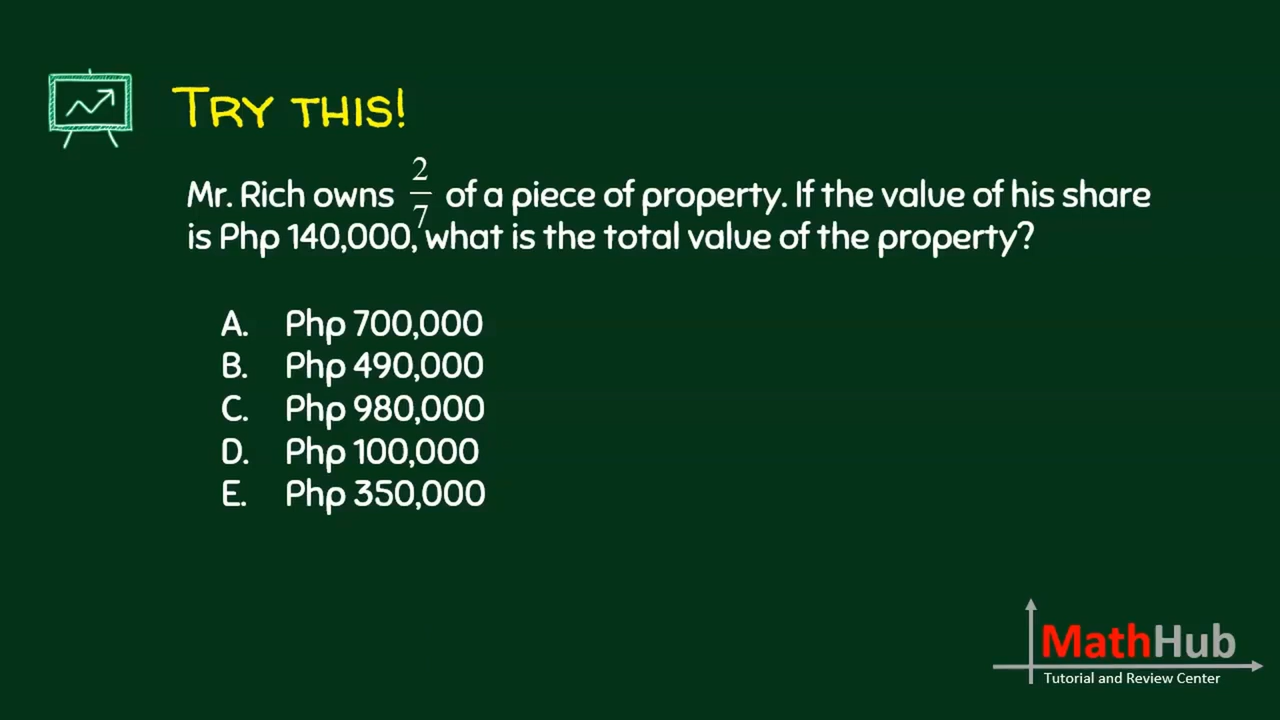 TRY THIS!
Mr. Rich owns 2/7 of a piece of property. If the value of his share
is Php 140,000, what is the total value of the property?
A. Php 700,000
B. Php 490,000
C. Php 980,000
D. Php 100,000
E. Php 350,000
MathHub
Tutorial and Review Center